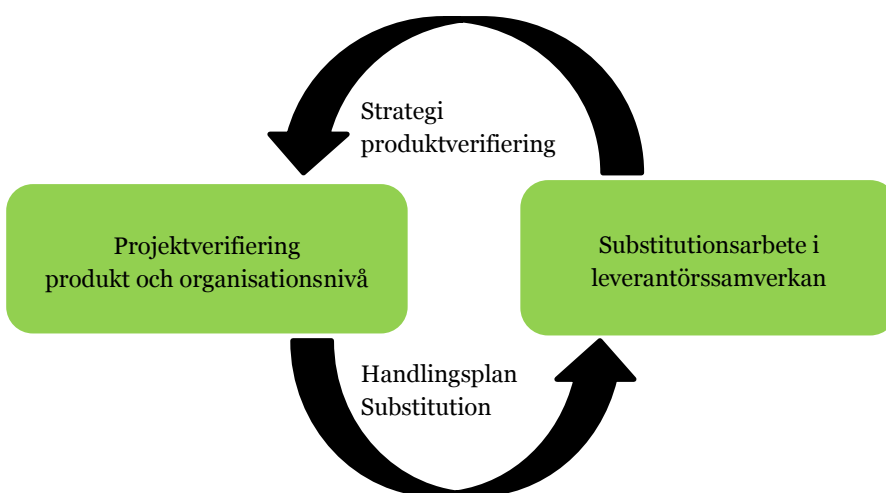 Strategi
produktverifiering
Projektverifiering
produkt och organisationsnivå
Substitutionsarbete i
leverantörssamverkan
Handlingsplan
Substitution